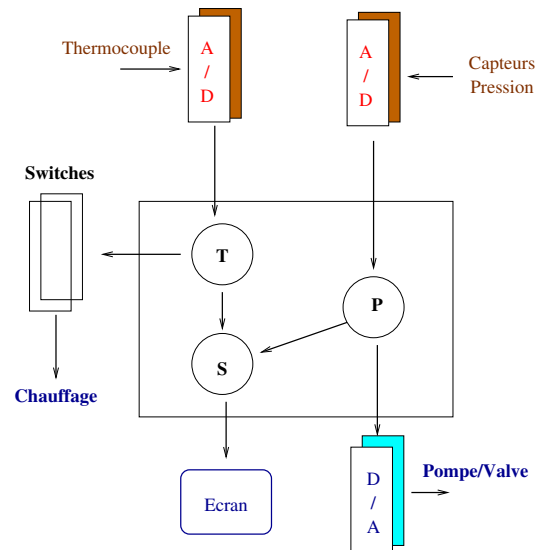 Thermocouple
A
/
D
A
/
D
Capteurs
Pression
Switches
T
P
S
Chauffage
Ecran
D
/
A
Pompe/Valve